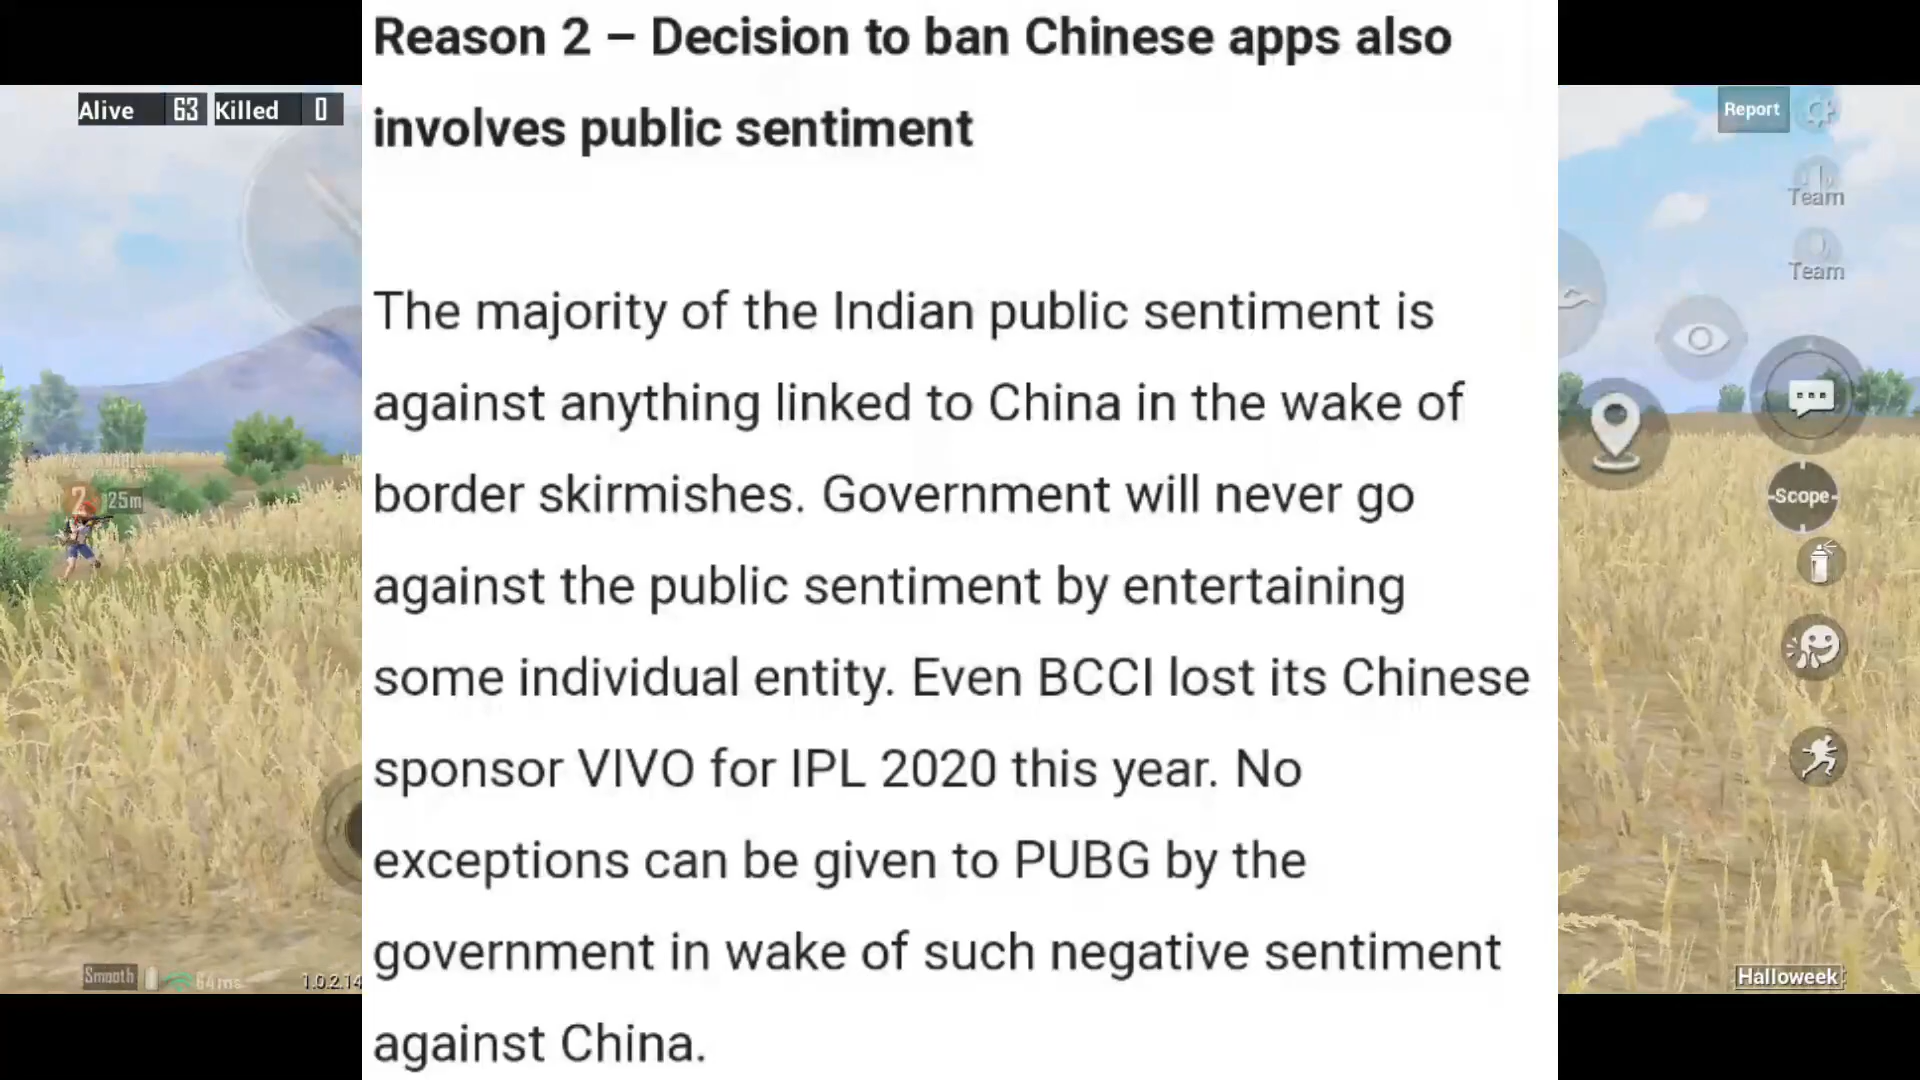 Reason 2 – Decision to ban Chinese apps also
involves public sentiment
Alive 63 Killed 0
Report
Team
Team
The majority of the Indian public sentiment is
against anything linked to China in the wake of
border skirmishes. Government will never go
against the public sentiment by entertaining
some individual entity. Even BCCI lost its Chinese
sponsor VIVO for IPL 2020 this year. No
exceptions can be given to PUBG by the
government in wake of such negative sentiment
against China.
2 25m
Scope
Smooth 64ms 1.0.2.14
Halloweek